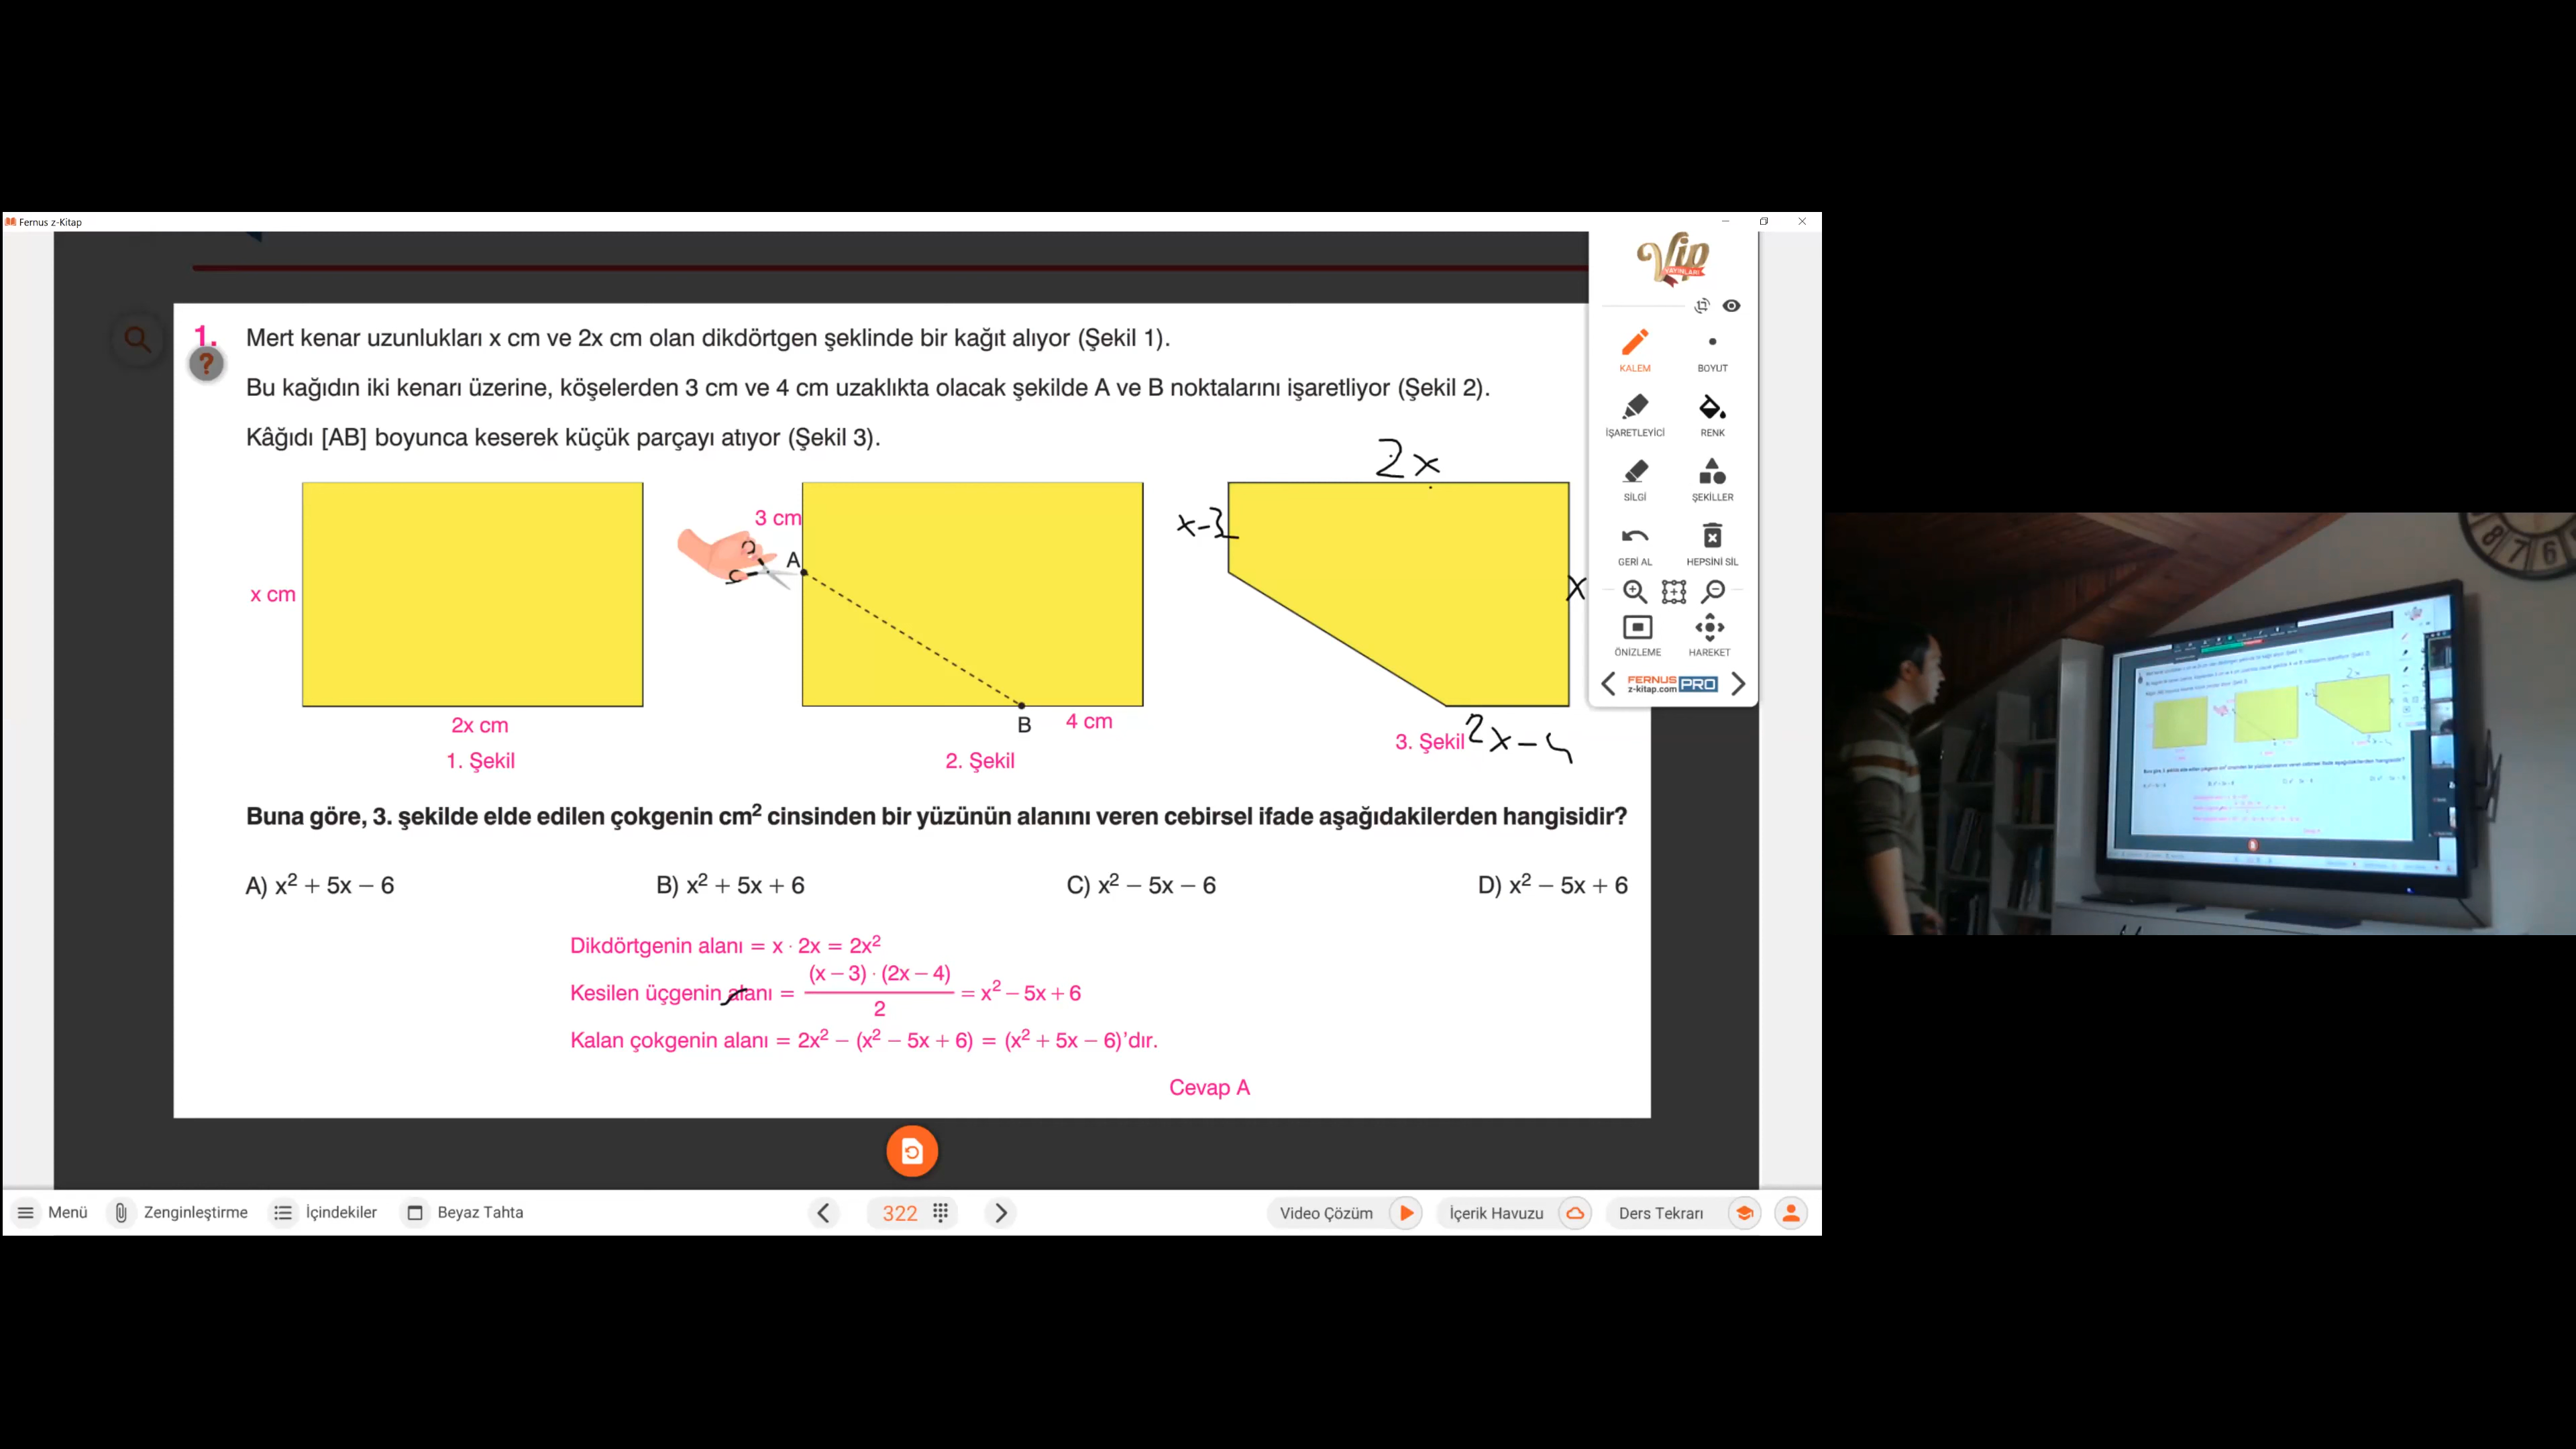 Fernus z-Kitap
Vip
YAYINLARI
1. Mert kenar uzunlukları x cm ve 2x cm olan dikdörtgen şeklinde bir kağıt alıyor (Şekil 1).
?
Bu kağıdın iki kenarı üzerine, köşelerden 3 cm ve 4 cm uzaklıkta olacak şekilde A ve B noktalarını işaretliyor (Şekil 2).
Kâğıdı [AB] boyunca keserek küçük parçayı atıyor (Şekil 3).
x cm
2x cm
1. Şekil
3 cm
A
B
4 cm
2. Şekil
2x
x-3
x
2x-4
3. Şekil
Buna göre, 3. şekilde elde edilen çokgenin cm² cinsinden bir yüzünün alanını veren cebirsel ifade aşağıdakilerden hangisidir?
A) x² + 5x − 6 B) x² + 5x + 6 C) x² − 5x − 6 D) x² − 5x + 6
Dikdörtgenin alanı = x · 2x = 2x²
Kesilen üçgenin alanı = (x − 3) · (2x − 4) / 2 = x² − 5x + 6
Kalan çokgenin alanı = 2x² − (x² − 5x + 6) = (x² + 5x − 6)'dır.
Cevap A
KALEM BOYUT
İŞARETLEYİCİ RENK
SİLGİ ŞEKİLLER
GERİ AL HEPSİNİ SİL
ÖNİZLEME HAREKET
FERNUS
z-kitap.com PRO
Menü Zenginleştirme İçindekiler Beyaz Tahta 322 Video Çözüm İçerik Havuzu Ders Tekrarı
8 7 6